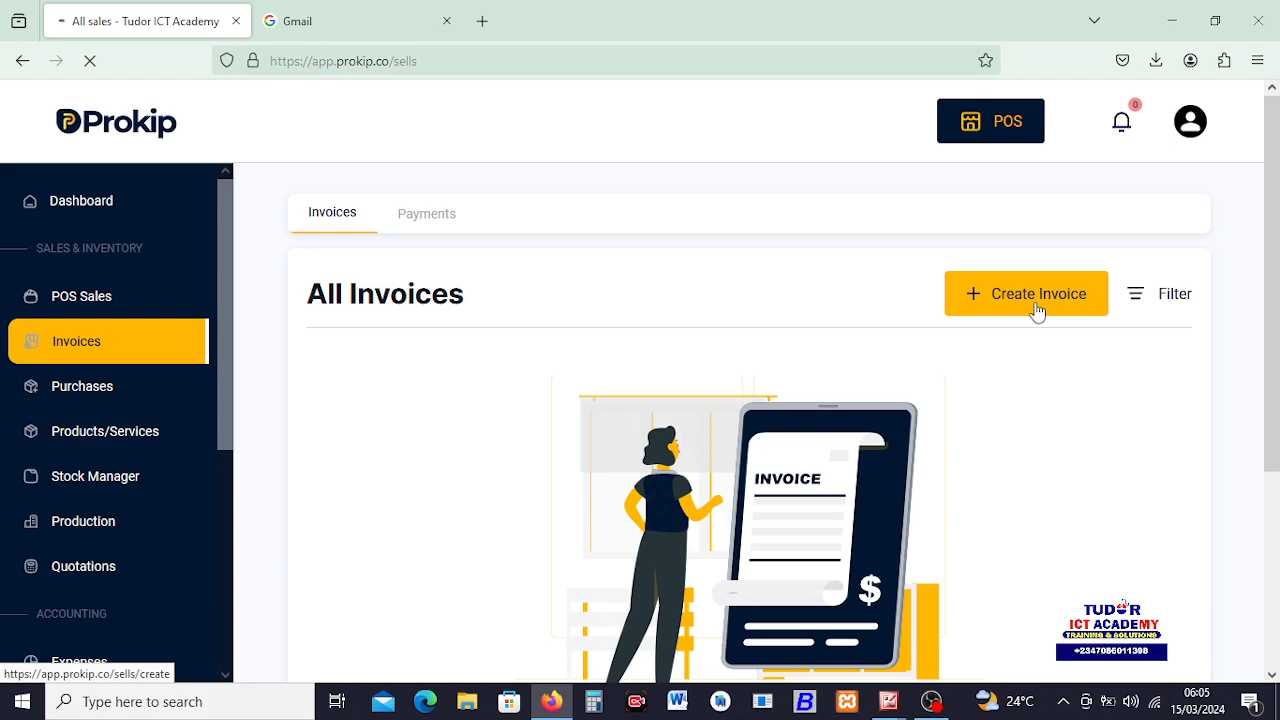 All sales - Tudor ICT Academy
Gmail
https://app.prokip.co/sells
Prokip
POS
0
Dashboard
SALES & INVENTORY
POS Sales
Invoices
Purchases
Products/Services
Stock Manager
Production
Quotations
ACCOUNTING
Expenses
https://app.prokip.co/sells/create
Invoices
Payments
All Invoices
Create Invoice
Filter
INVOICE
$
TUDOR
ICT ACADEMY
TRAINING & SOLUTIONS
+2347086011398
Type here to search
24°C
06:05
15/03/2024